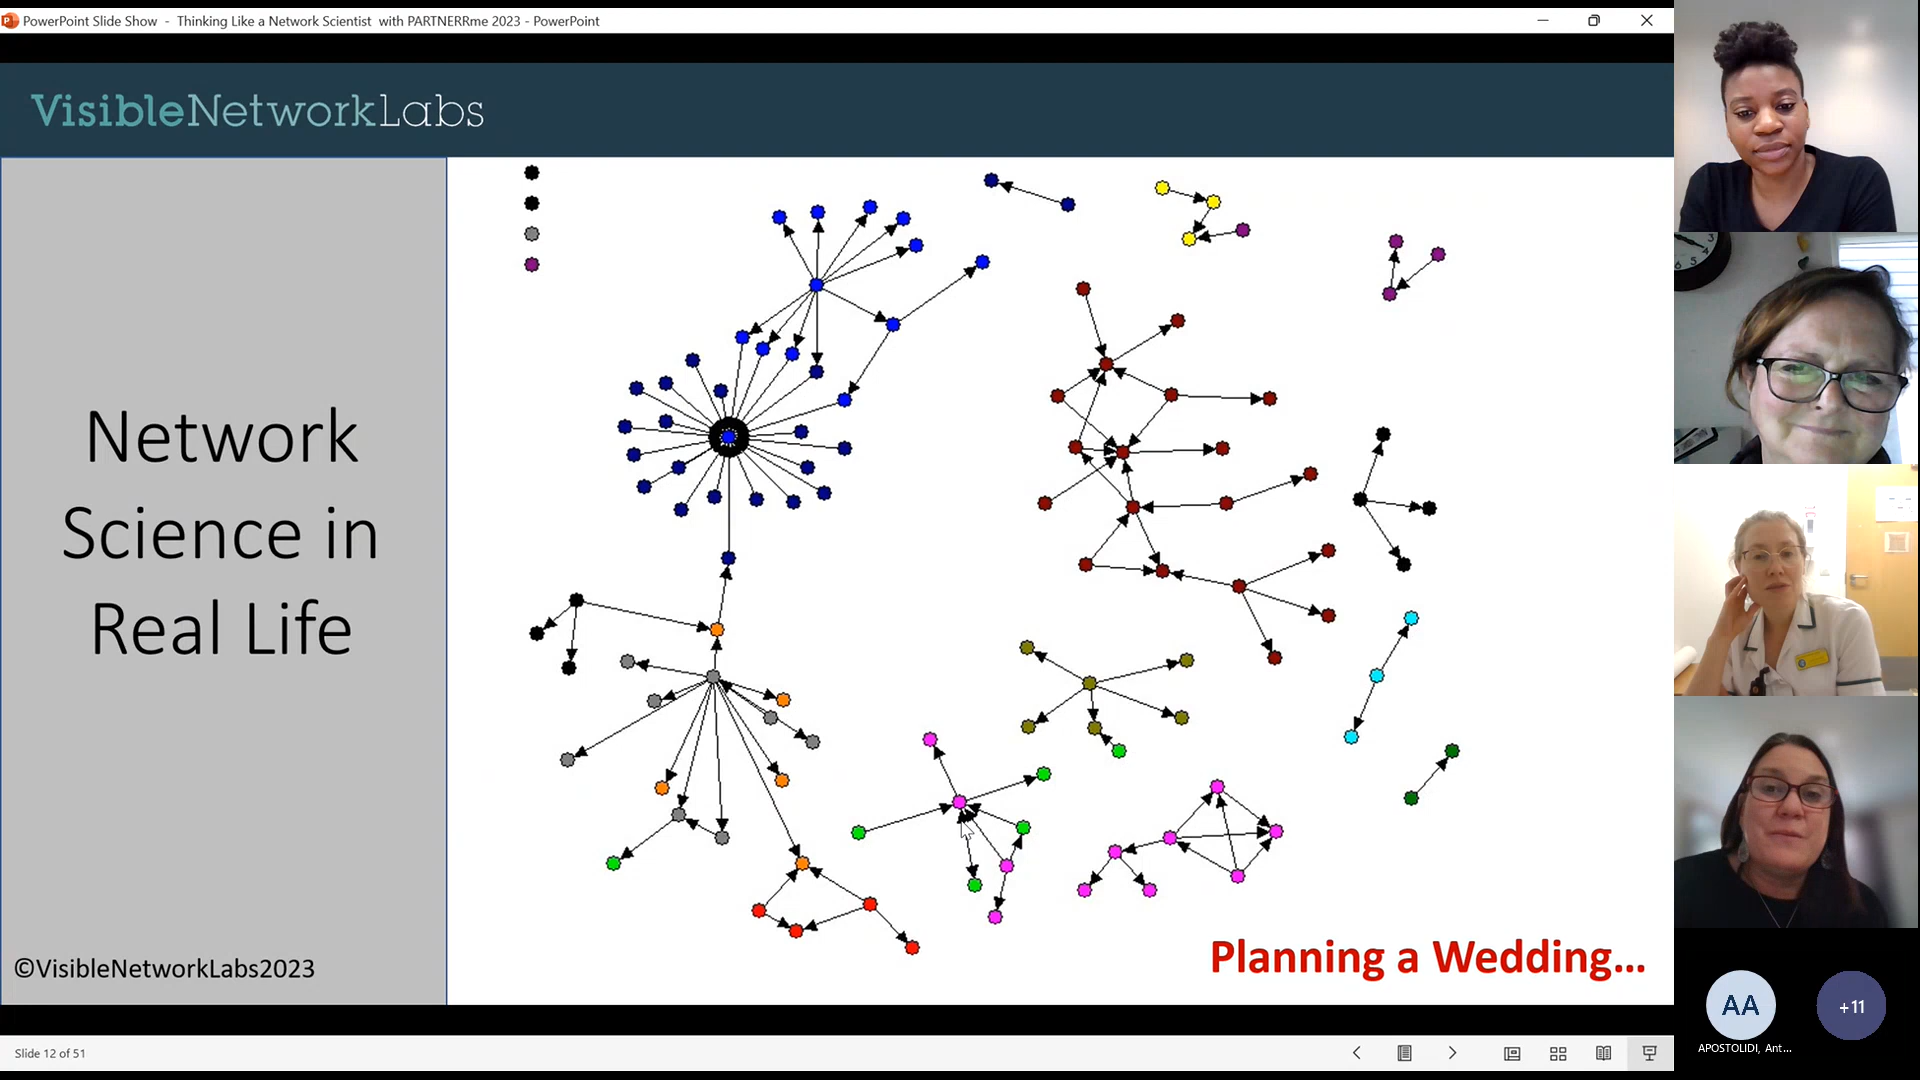 PowerPoint Slide Show - Thinking Like a Network Scientist with PARTNERRme 2023 - PowerPoint
VisibleNetworkLabs
Network
Science in
Real Life
©VisibleNetworkLabs2023
Planning a Wedding...
Slide 12 of 51
AA
+11
APOSTOLIDI, Ant...